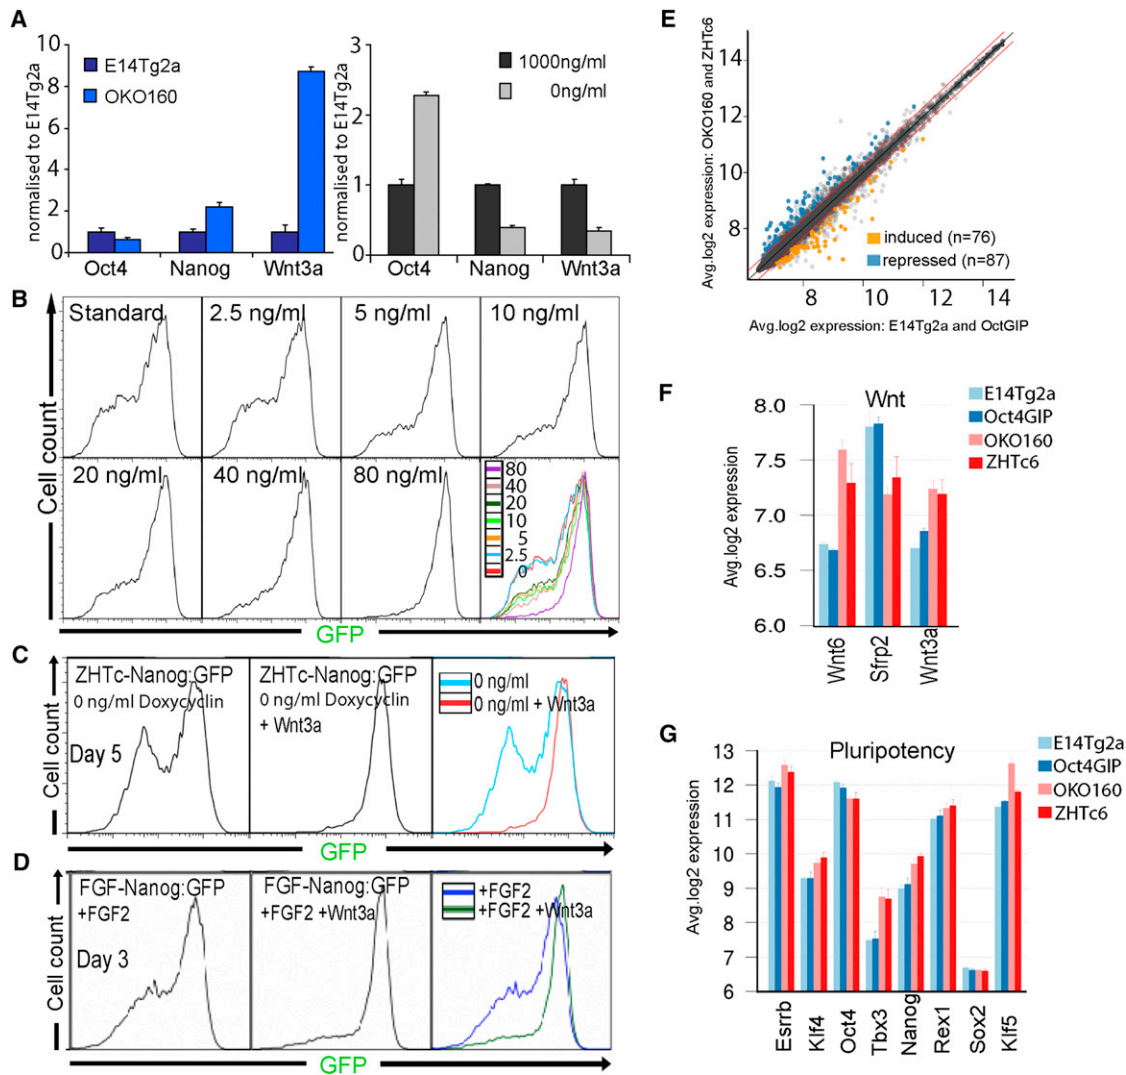 A
normalised to E14Tg2a
10
8
6
4
2
0
E14Tg2a
OKO160
Oct4 Nanog Wnt3a
normalised to E14Tg2a
3
2
1
0
1000ng/ml
0ng/ml
Oct4 Nanog Wnt3a
B
Cell count
Standard
2.5 ng/ml
5 ng/ml
10 ng/ml
20 ng/ml
40 ng/ml
80 ng/ml
80
40
20
10
5
2.5
0
GFP
C
Cell count
ZHTc-Nanog:GFP
0 ng/ml Doxycyclin
Day 5
ZHTc-Nanog:GFP
0 ng/ml Doxycyclin
+ Wnt3a
0 ng/ml
0 ng/ml + Wnt3a
GFP
D
Cell count
FGF-Nanog:GFP
+FGF2
Day 3
FGF-Nanog:GFP
+FGF2 +Wnt3a
+FGF2
+FGF2 +Wnt3a
GFP
E
Avg.log2 expression: OKO160 and ZHTc6
14
12
10
8
induced (n=76)
repressed (n=87)
8 10 12 14
Avg.log2 expression: E14Tg2a and OctGIP
F
Wnt
Avg.log2 expression
8.0
7.5
7.0
6.5
6.0
E14Tg2a
Oct4GIP
OKO160
ZHTc6
Wnt6 Sfrp2 Wnt3a
G
Pluripotency
Avg.log2 expression
13
12
11
10
9
8
7
6
E14Tg2a
Oct4GIP
OKO160
ZHTc6
Esrrb Klf4 Oct4 Tbx3 Nanog Rex1 Sox2 Klf5